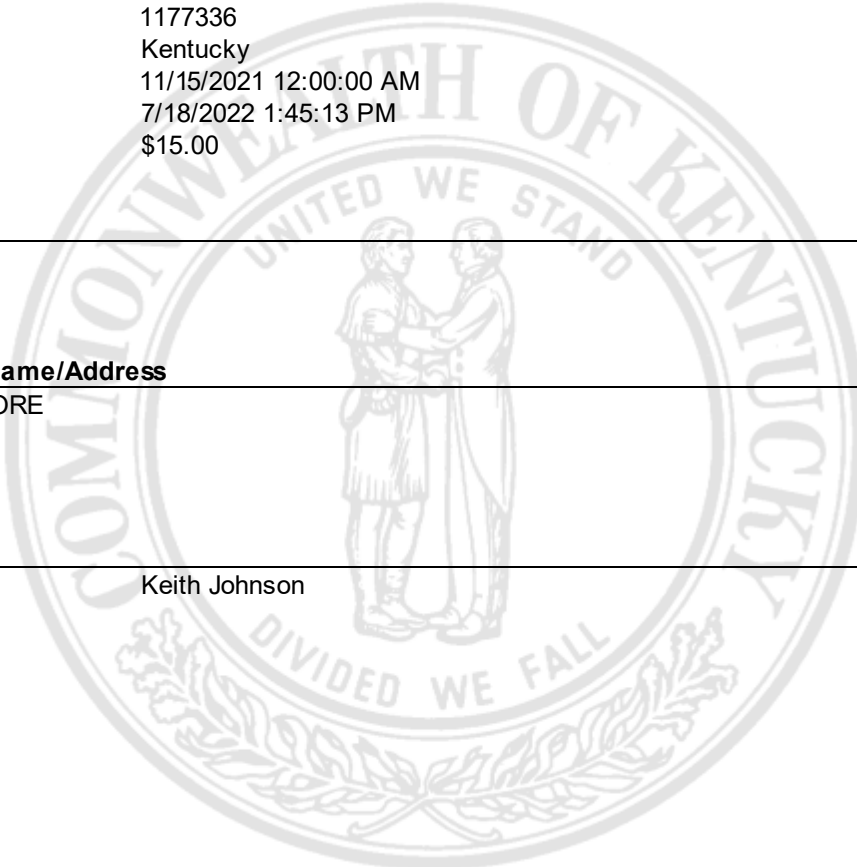 1177336
Kentucky
11/15/2021 12:00:00 AM
7/18/2022 1:45:13 PM
$15.00
COMMONWEALTH OF KENTUCKY
UNITED WE STAND
ame/Address
ORE
Keith Johnson
DIVIDED WE FALL